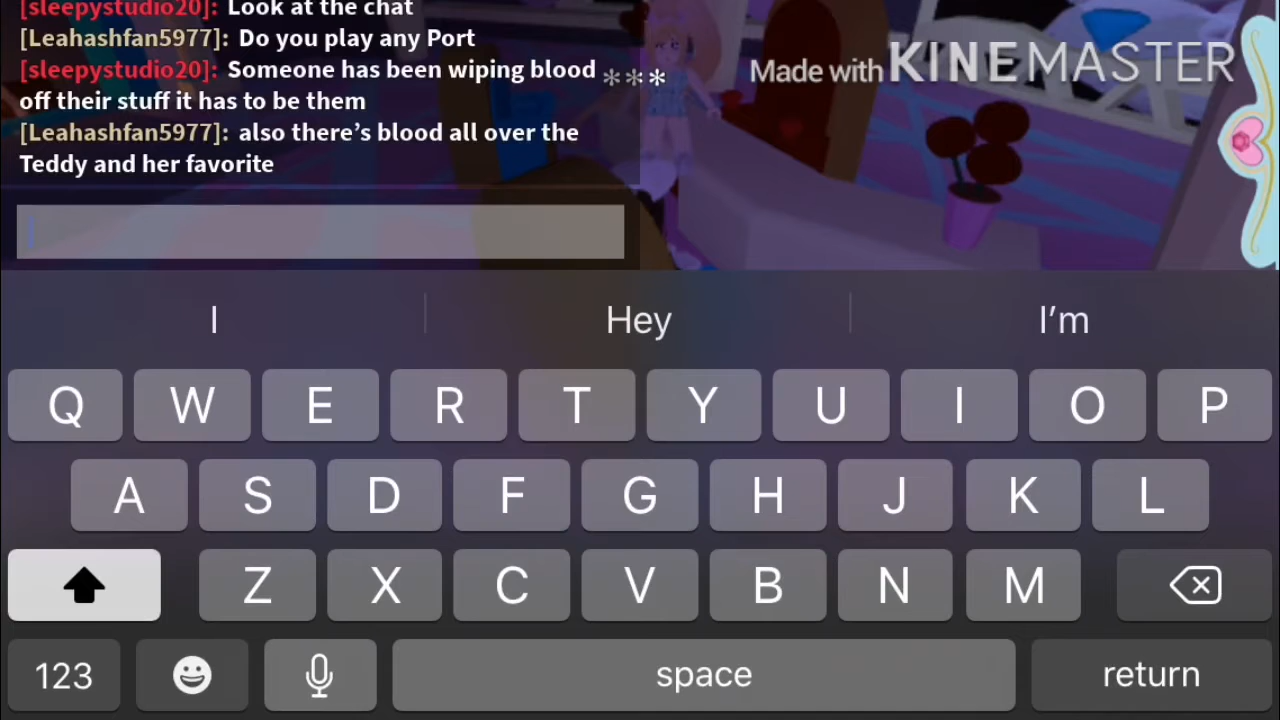 [sleepystudio20]: Look at the chat
[Leahashfan5977]: Do you play any Port
[sleepystudio20]: Someone has been wiping blood
off their stuff it has to be them
[Leahashfan5977]: also there’s blood all over the
Teddy and her favorite
***
Made with KINEMASTER
I Hey I’m
Q W E R T Y U I O P
A S D F G H J K L
Z X C V B N M
123 space return